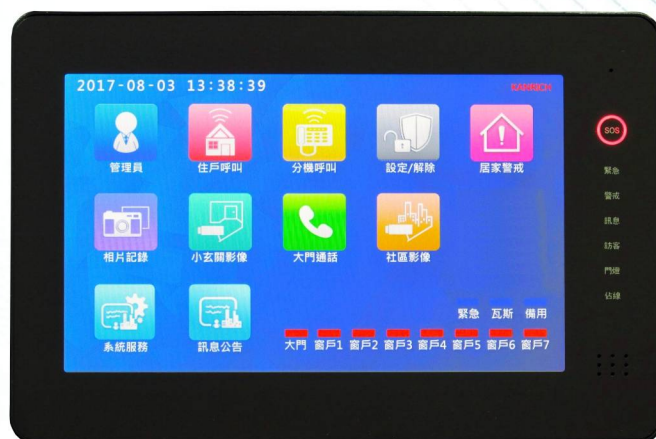 2017-08-03 13:38:39
SOS
管理員 住戶呼叫 分機呼叫 設定/解除 居家警戒
緊急
警戒
訊息
訪客
門燈
佔線
相片記錄 小玄關影像 大門通話 社區影像
緊急 瓦斯 備用
系統服務 訊息公告 大門 窗戶1 窗戶2 窗戶3 窗戶4 窗戶5 窗戶6 窗戶7